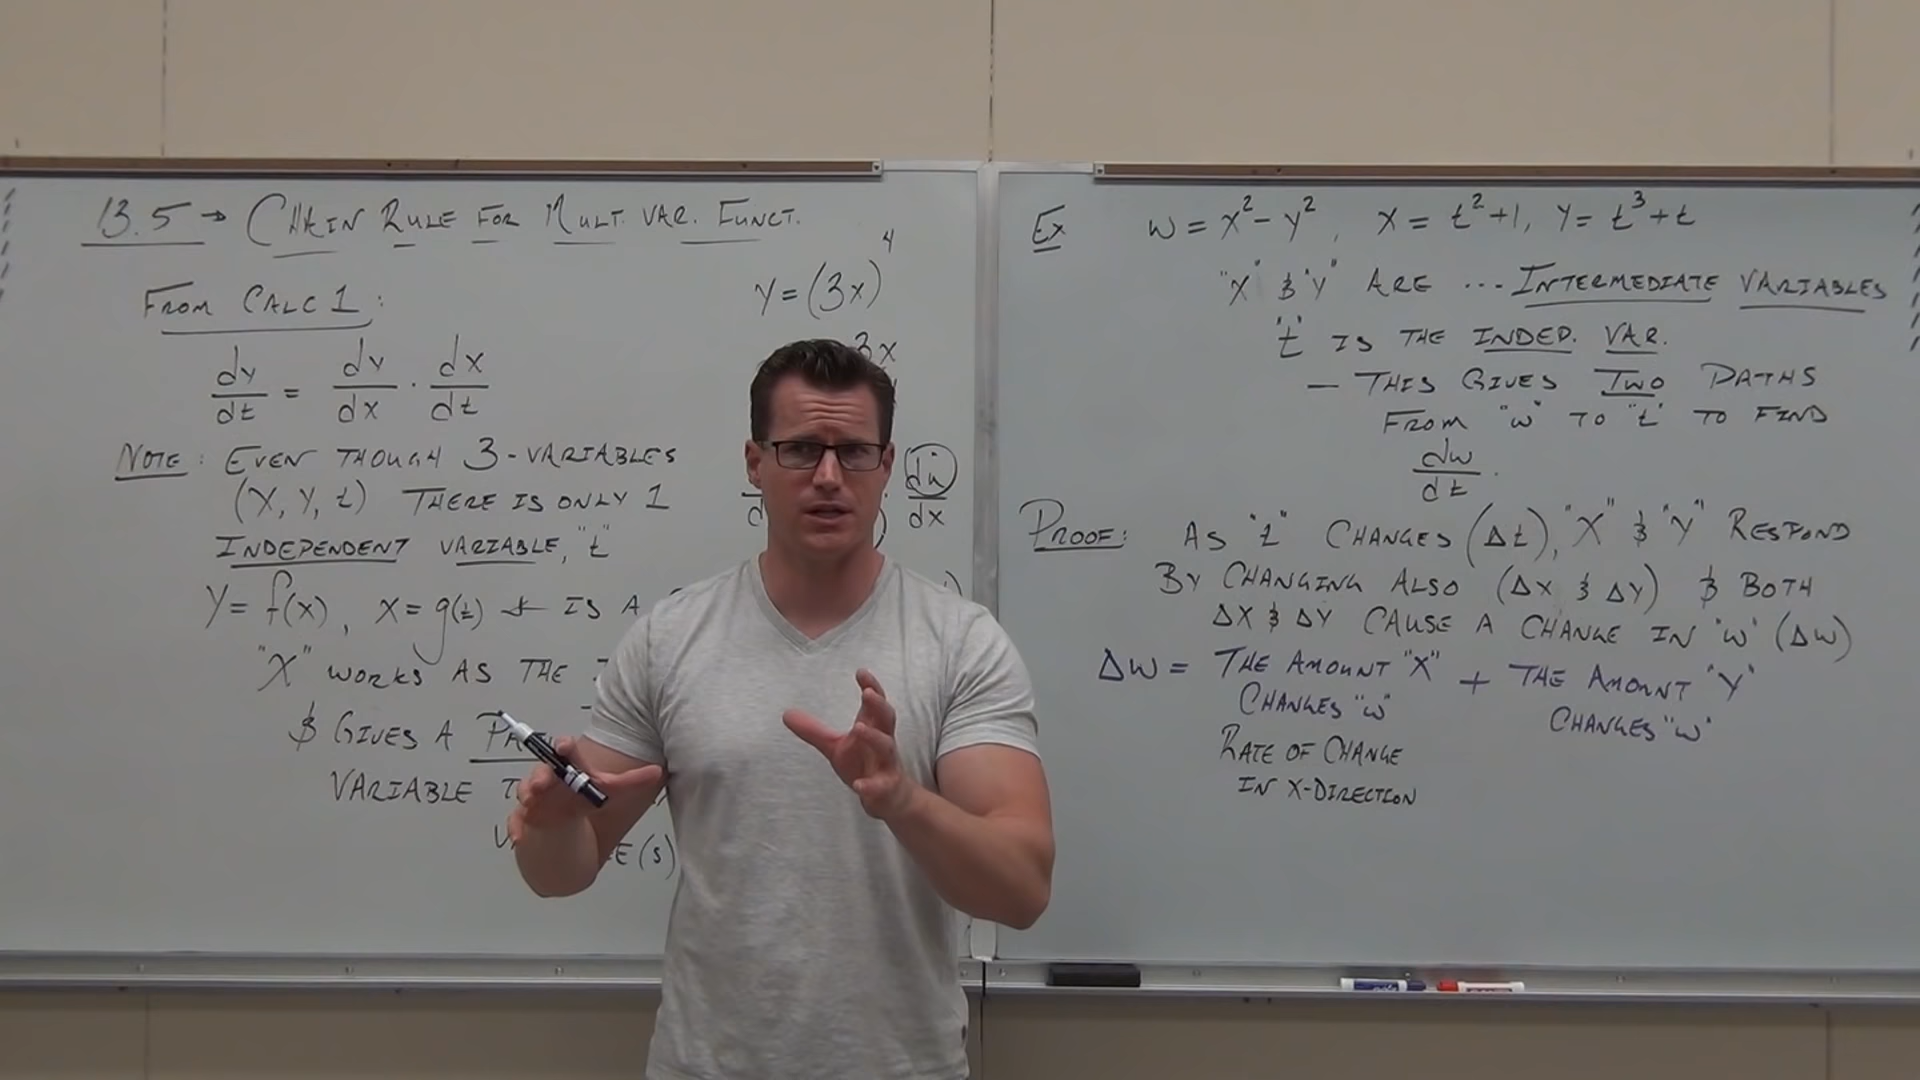 13.5 → CHAIN RULE FOR MULT. VAR. FUNCT.
FROM CALC 1:
dy/dt = dy/dx · dx/dt
NOTE: EVEN THOUGH 3-VARIABLES
(X, Y, t) THERE IS ONLY 1
INDEPENDENT VARIABLE, "t"
Y = f(x), X = g(t) ← IS A
"X" WORKS AS THE
& GIVES A
VARIABLE
(s)
Y = (3x)^4
3x
du/dx
Ex W = X² - Y², X = t² + 1, Y = t³ + t
"X" & "Y" ARE ... INTERMEDIATE VARIABLES
"t" IS THE INDEP. VAR.
— THIS GIVES TWO PATHS
FROM "W" TO "t" TO FIND
dw/dt.
PROOF: AS "t" CHANGES (Δt), "X" & "Y" RESPOND
BY CHANGING ALSO (ΔX & ΔY) & BOTH
ΔX & ΔY CAUSE A CHANGE IN "W" (ΔW)
ΔW = THE AMOUNT "X" + THE AMOUNT "Y"
CHANGES "W" CHANGES "W"
RATE OF CHANGE
IN X-DIRECTION